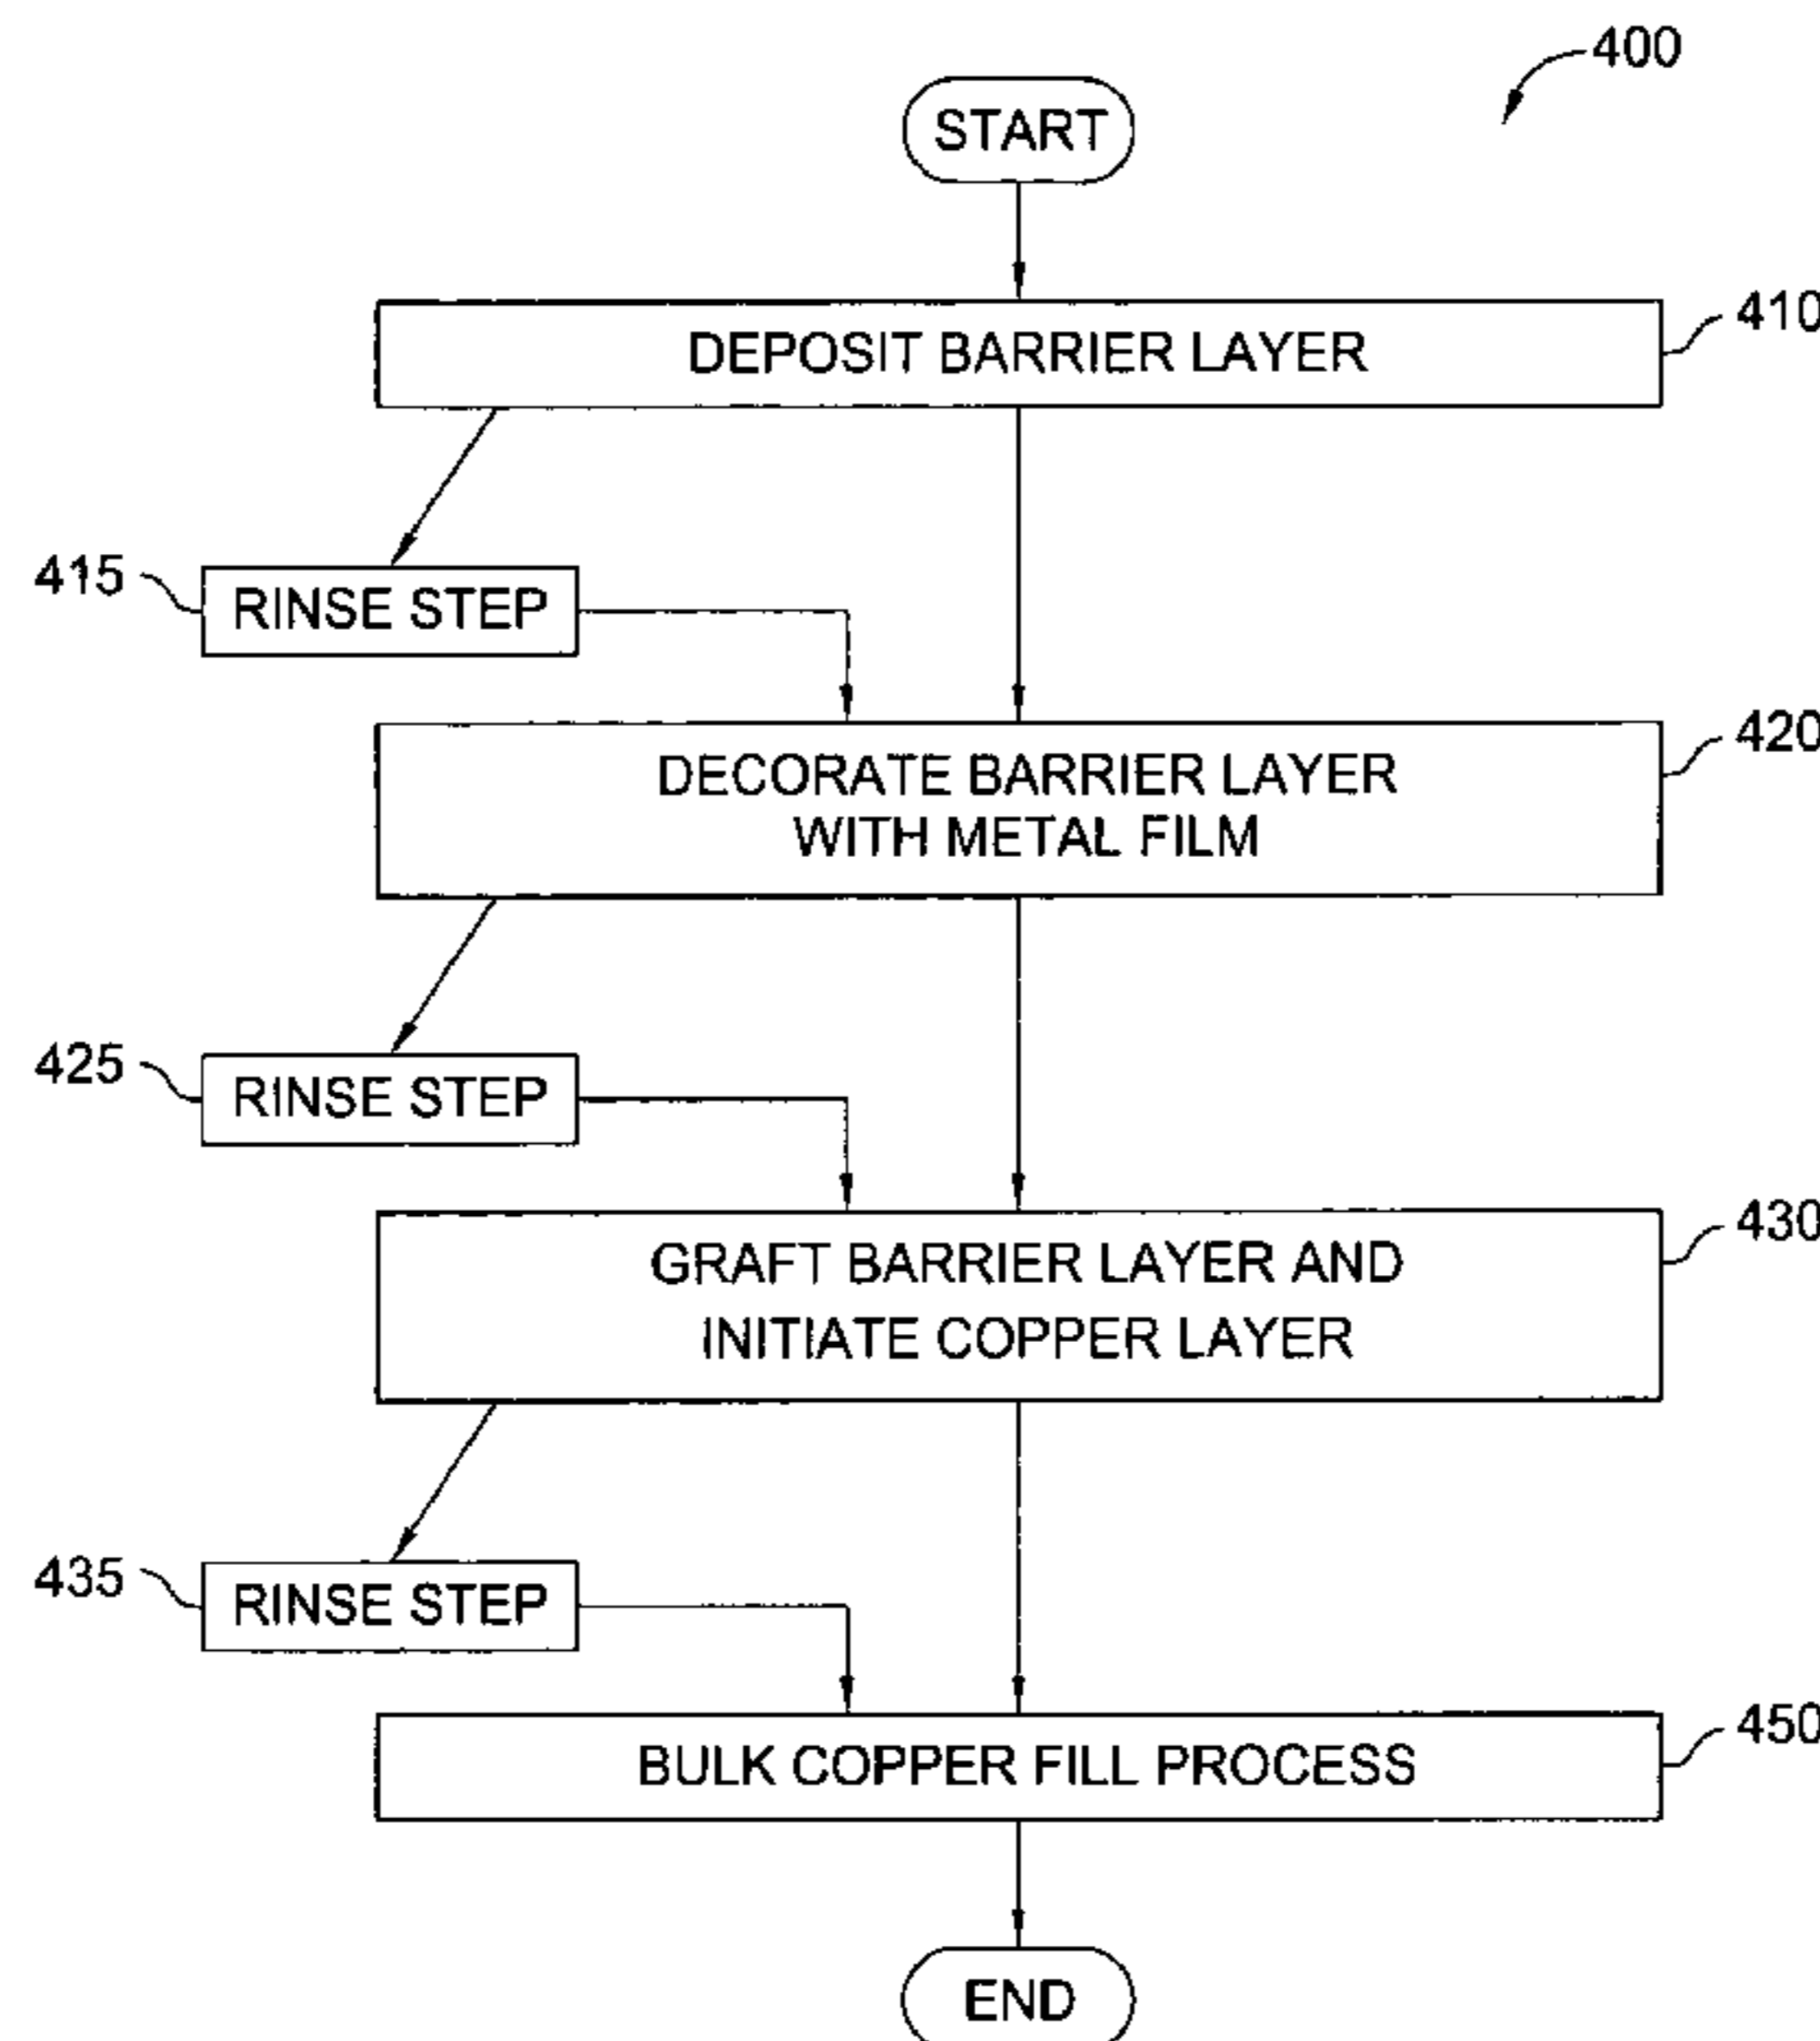 400
START
DEPOSIT BARRIER LAYER
410
415
RINSE STEP
DECORATE BARRIER LAYER
WITH METAL FILM
420
425
RINSE STEP
GRAFT BARRIER LAYER AND
INITIATE COPPER LAYER
430
435
RINSE STEP
BULK COPPER FILL PROCESS
450
END